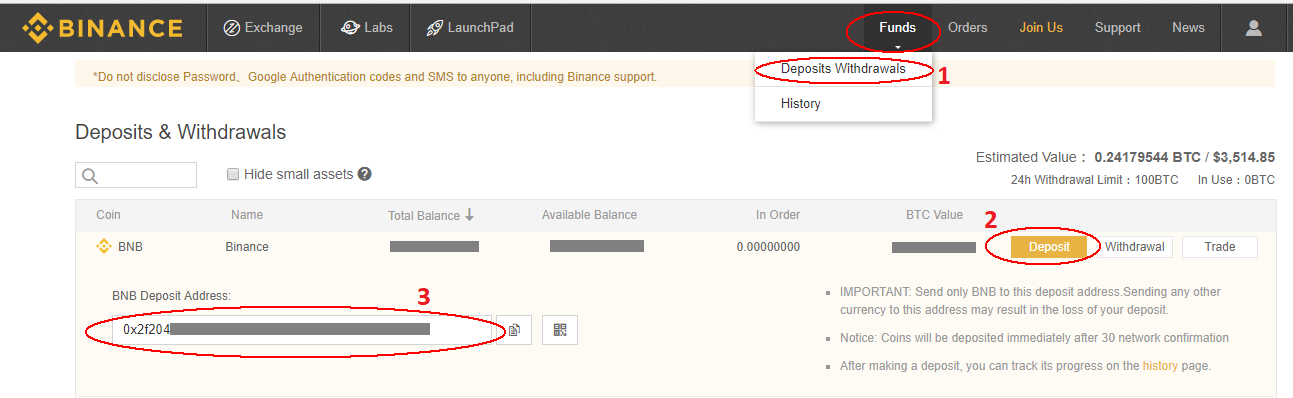 BINANCE
Exchange
Labs
LaunchPad
Funds
Orders
Join Us
Support
News
*Do not disclose Password、Google Authentication codes and SMS to anyone, including Binance support.
Deposits Withdrawals
1
History
Deposits & Withdrawals
Estimated Value： 0.24179544 BTC / $3,514.85
Hide small assets ?
24h Withdrawal Limit：100BTC In Use：0BTC
Coin Name Total Balance Available Balance In Order BTC Value
2
BNB Binance 0.00000000 Deposit Withdrawal Trade
BNB Deposit Address:
3
0x2f204
IMPORTANT: Send only BNB to this deposit address.Sending any other
currency to this address may result in the loss of your deposit.
Notice: Coins will be deposited immediately after 30 network confirmation
After making a deposit, you can track its progress on the history page.